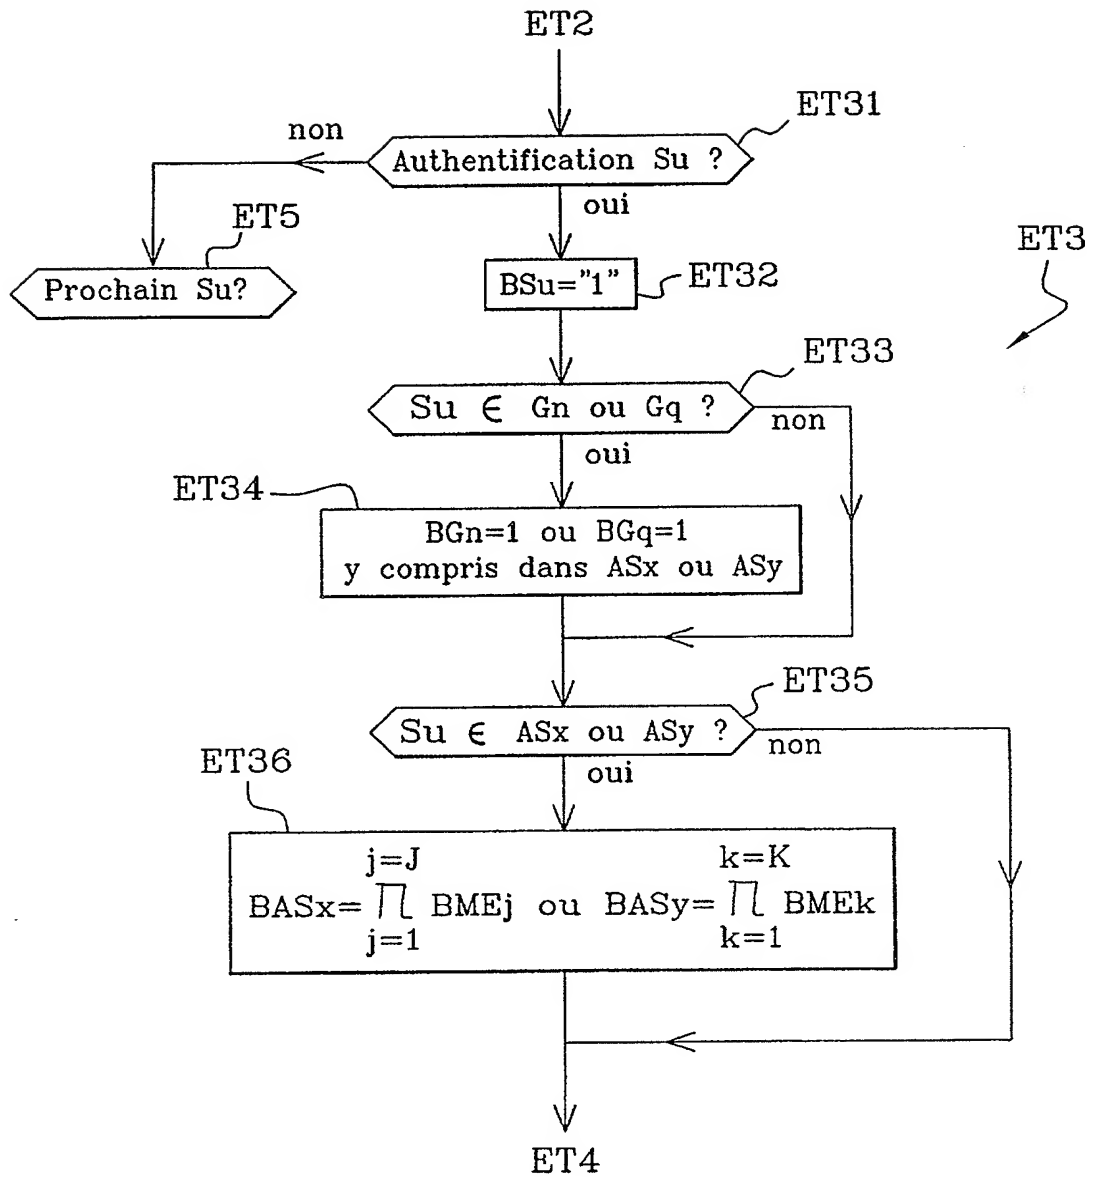 ET2
ET31
non
Authentification Su ?
oui
ET5
Prochain Su?
ET3
BSu="1"
ET32
ET33
Su ∈ Gn ou Gq ?
non
oui
ET34
BGn=1 ou BGq=1
y compris dans ASx ou ASy
ET35
Su ∈ ASx ou ASy ?
non
oui
ET36
j=J k=K
BASx= ∏ BMEj ou BASy= ∏ BMEk
j=1 k=1
ET4